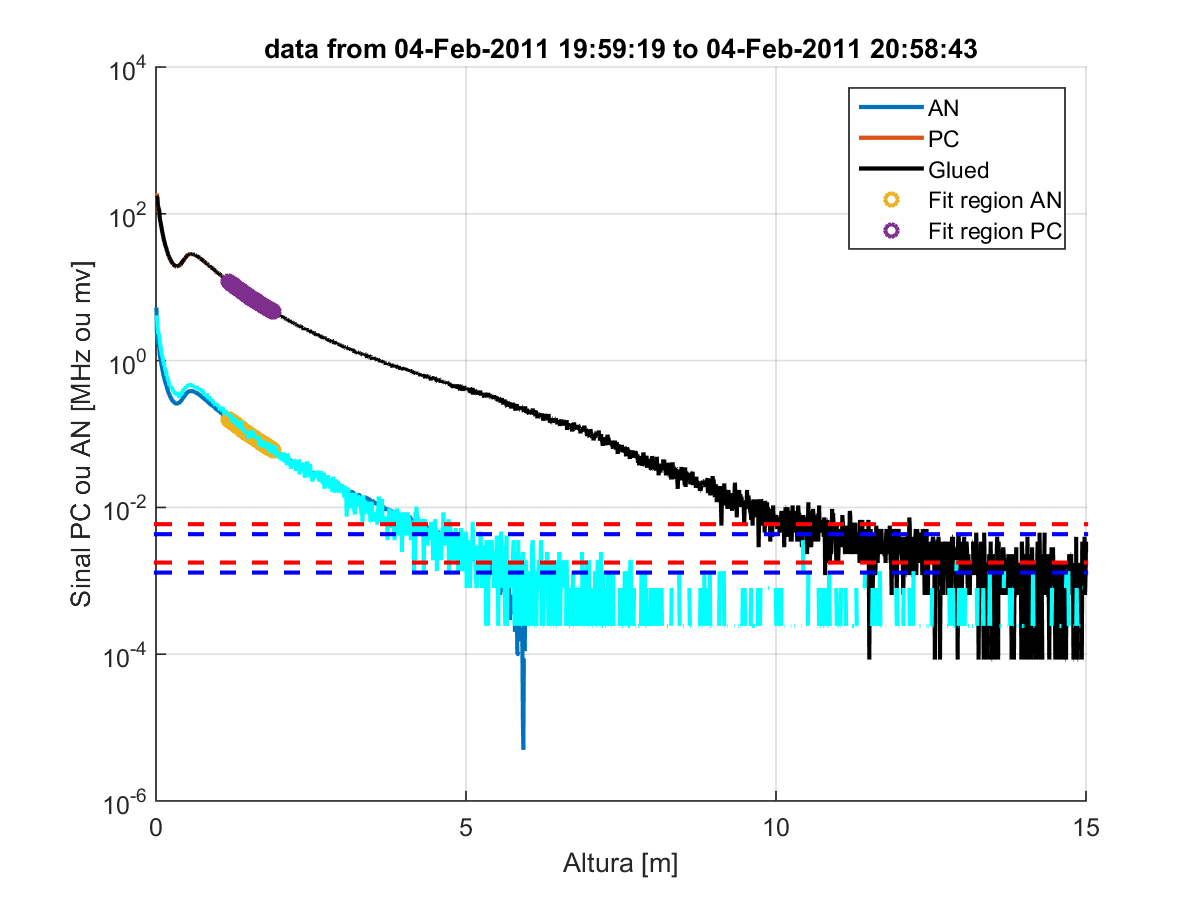 data from 04-Feb-2011 19:59:19 to 04-Feb-2011 20:58:43
Sinal PC ou AN [MHz ou mv]
10^4
10^2
10^0
10^-2
10^-4
10^-6
AN
PC
Glued
Fit region AN
Fit region PC
0 5 10 15
Altura [m]